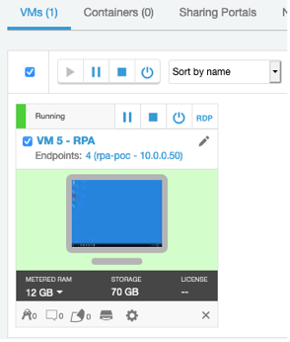 VMs (1) Containers (0) Sharing Portals
Sort by name
Running RDP
VM 5 - RPA
Endpoints: 4 (rpa-poc - 10.0.0.50)
METERED RAM STORAGE LICENSE
12 GB 70 GB --
0 0 0